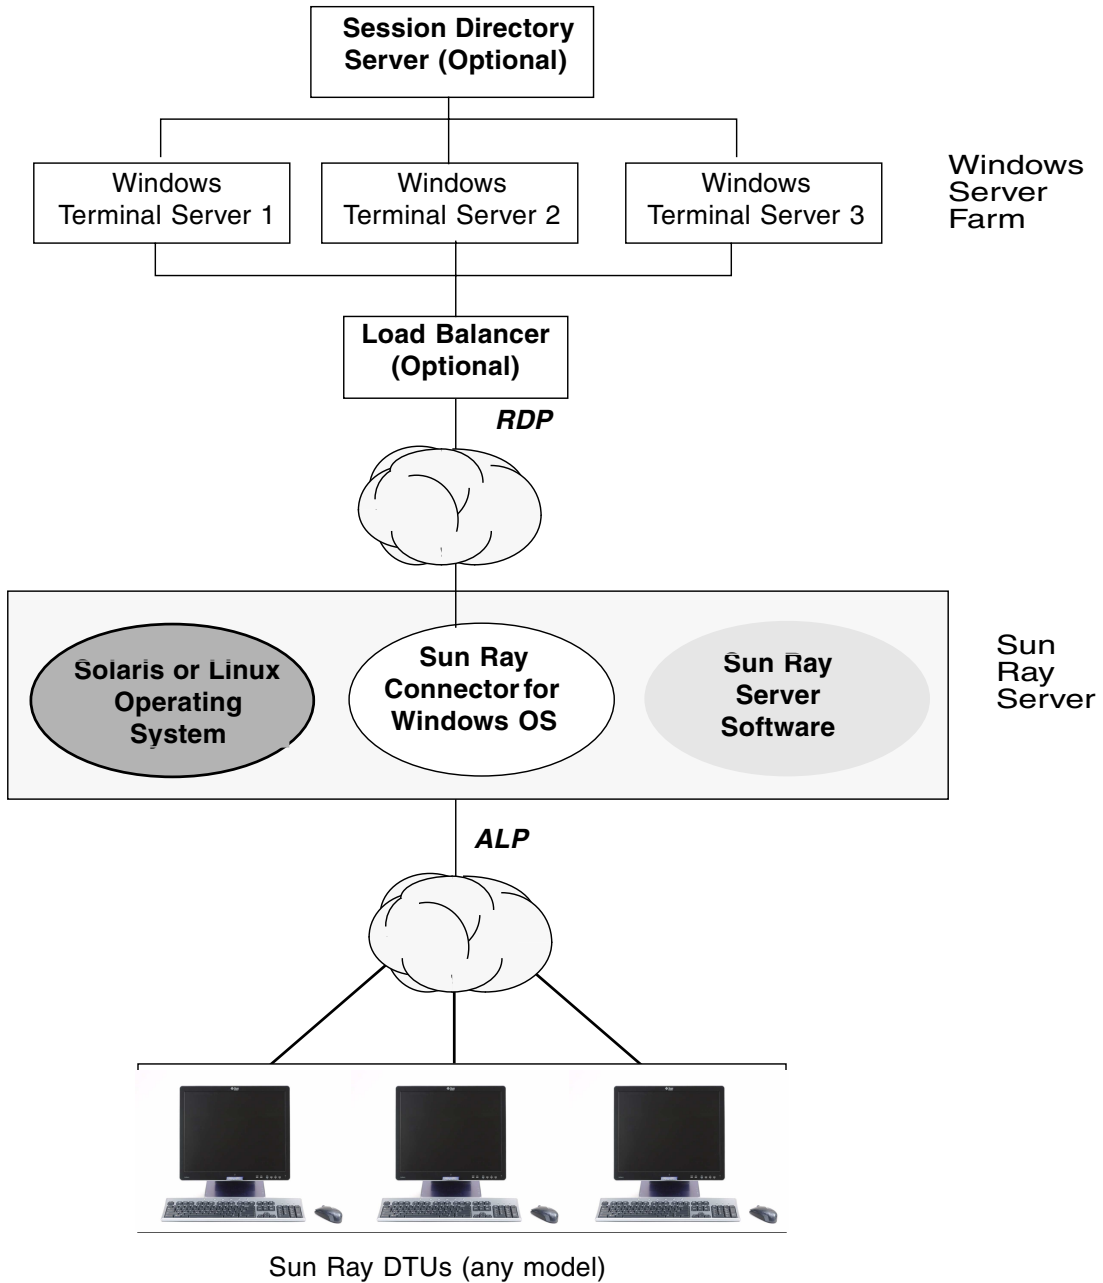 Session Directory
Server (Optional)
Windows
Terminal Server 1
Windows
Terminal Server 2
Windows
Terminal Server 3
Windows
Server
Farm
Load Balancer
(Optional)
RDP
Solaris or Linux
Operating
System
Sun Ray
Connector for
Windows OS
Sun Ray
Server
Software
Sun
Ray
Server
ALP
Sun Ray DTUs (any model)